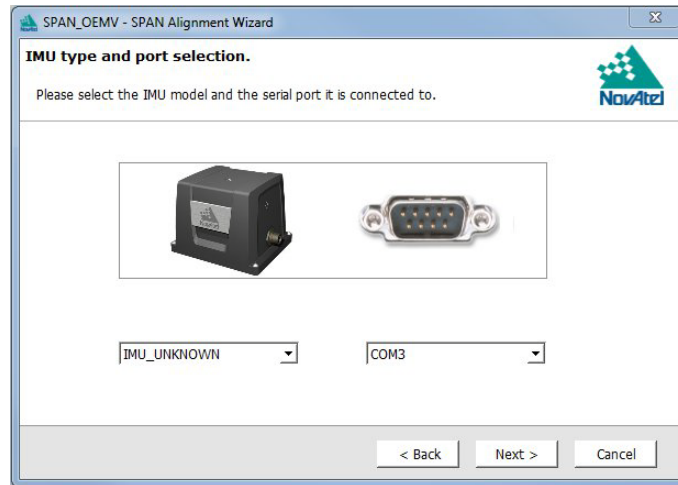 SPAN_OEMV - SPAN Alignment Wizard
IMU type and port selection.
Please select the IMU model and the serial port it is connected to.
NovAtel
NovAtel
IMU_UNKNOWN
COM3
< Back
Next >
Cancel